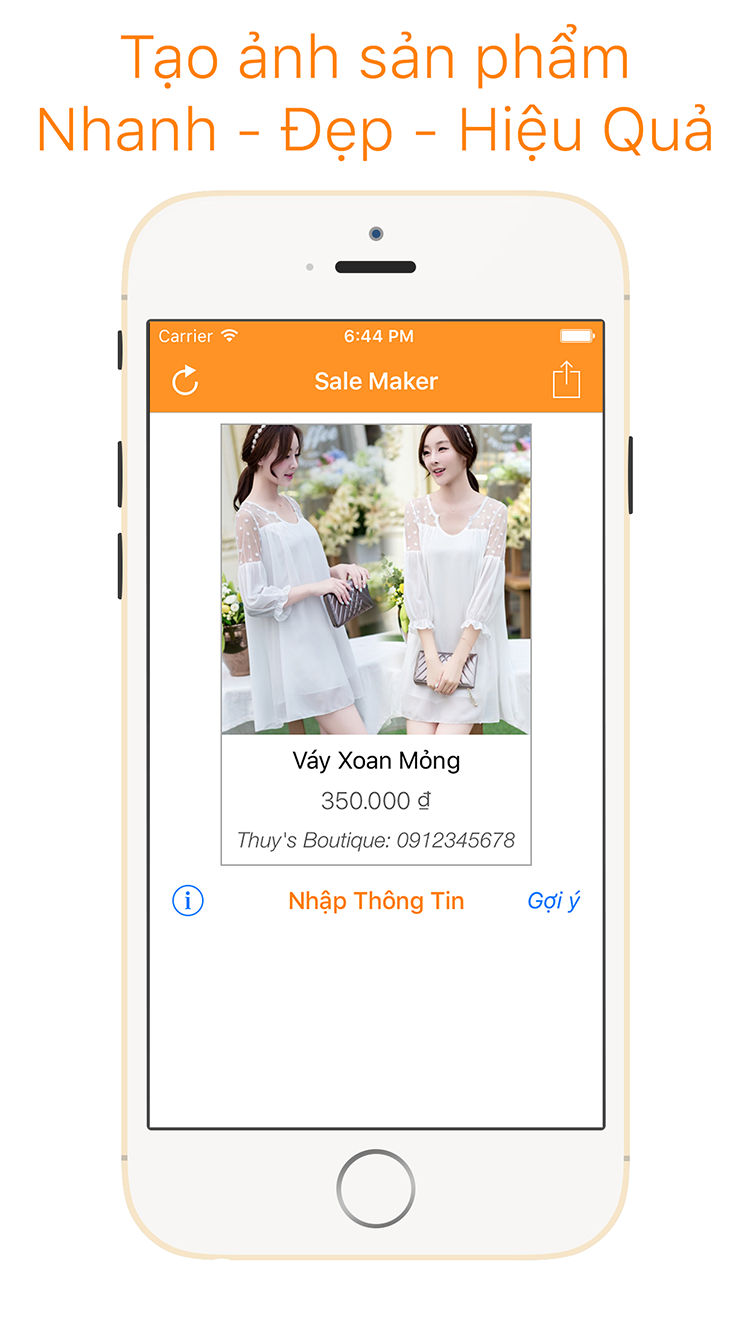 Tạo ảnh sản phẩm
Nhanh - Đẹp - Hiệu Quả
Carrier 6:44 PM
Sale Maker
Váy Xoan Mỏng
350.000 ₫
Thuy's Boutique: 0912345678
i Nhập Thông Tin Gợi ý